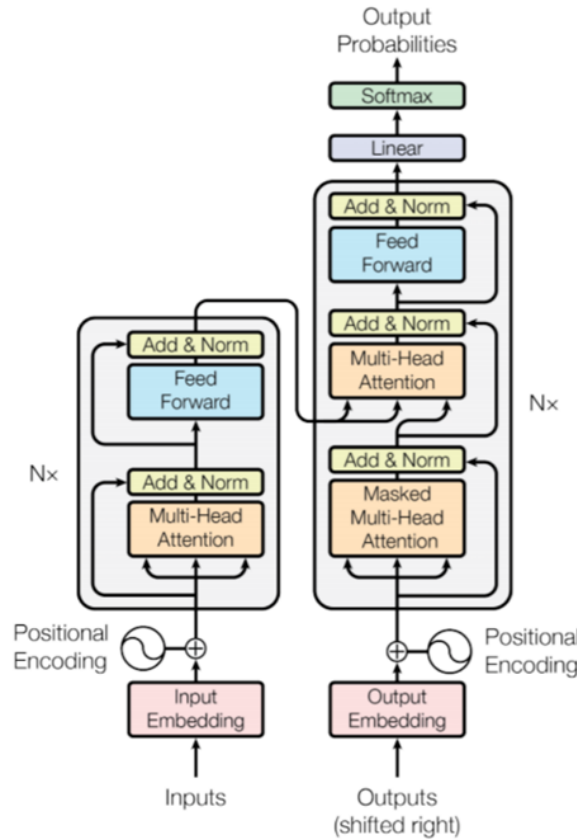 Output
Probabilities
Softmax
Linear
Add & Norm
Feed
Forward
Add & Norm
Multi-Head
Attention
Add & Norm
Masked
Multi-Head
Attention
N×
Positional
Encoding
Output
Embedding
Outputs
(shifted right)
Add & Norm
Feed
Forward
Add & Norm
Multi-Head
Attention
N×
Positional
Encoding
Input
Embedding
Inputs